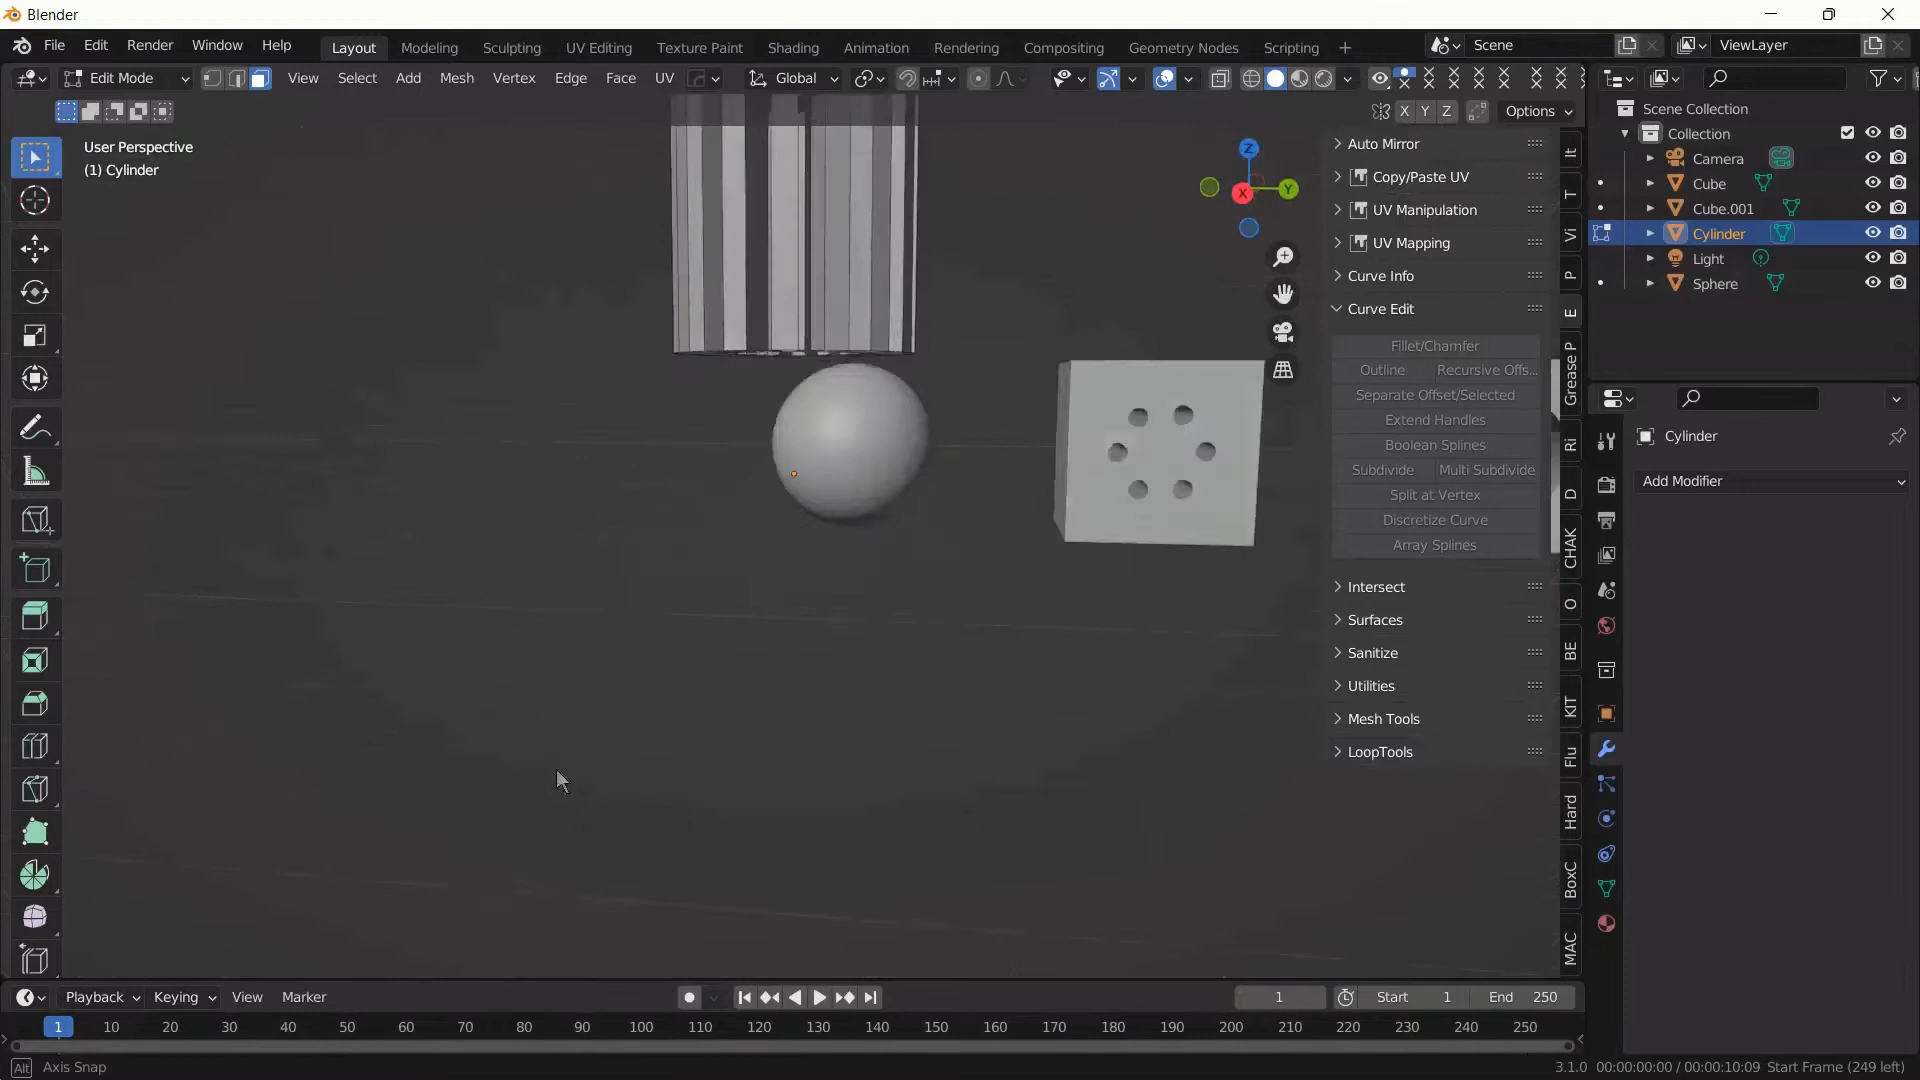 Blender
File Edit Render Window Help Layout Modeling Sculpting UV Editing Texture Paint Shading Animation Rendering Compositing Geometry Nodes Scripting + Scene ViewLayer
Edit Mode View Select Add Mesh Vertex Edge Face UV Global
X Y Z Options
User Perspective
(1) Cylinder
Z
X
Y
Auto Mirror
Copy/Paste UV
UV Manipulation
UV Mapping
Curve Info
Curve Edit
Fillet/Chamfer
Outline Recursive Offs...
Separate Offset/Selected
Extend Handles
Boolean Splines
Subdivide Multi Subdivide
Split at Vertex
Discretize Curve
Array Splines
Intersect
Surfaces
Sanitize
Utilities
Mesh Tools
LoopTools
It
T
Vi
P
E
Grease P
Ri
D
CHAK
O
BE
KIT
Flu
Hard
BoxC
MAC
Scene Collection
Collection
Camera
Cube
Cube.001
Cylinder
Light
Sphere
Cylinder
Add Modifier
Playback Keying View Marker 1 Start 1 End 250
1 10 20 30 40 50 60 70 80 90 100 110 120 130 140 150 160 170 180 190 200 210 220 230 240 250
Alt Axis Snap 3.1.0 00:00:00:00 / 00:00:10:09 Start Frame (249 left)